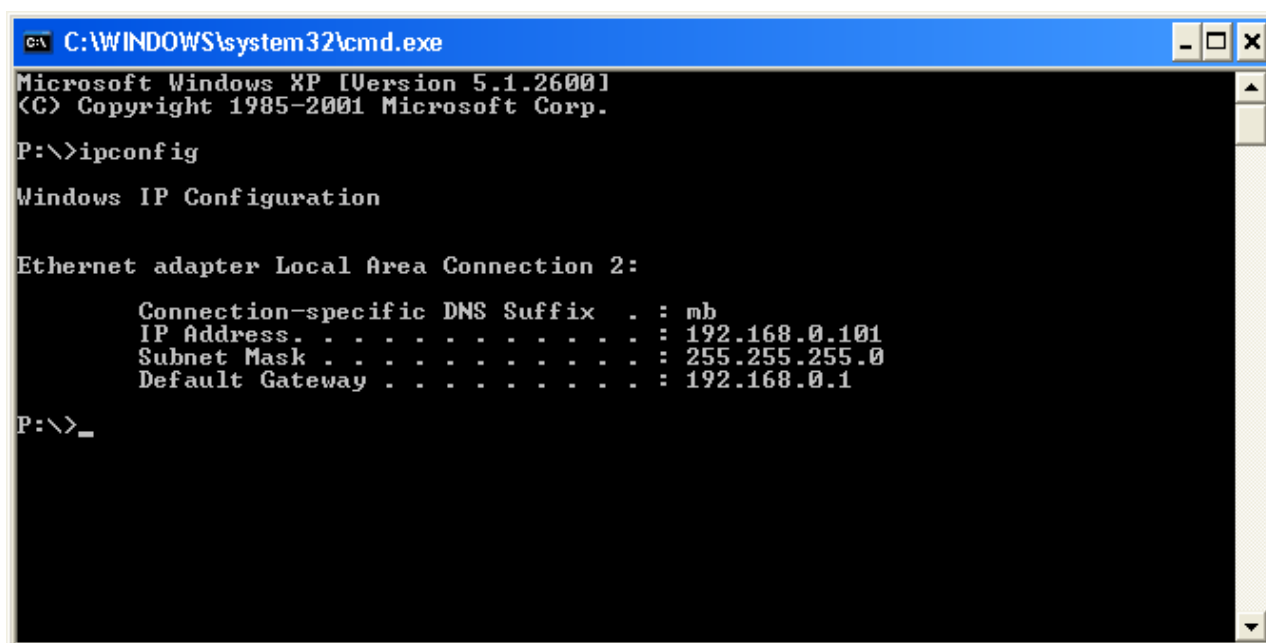 C:\WINDOWS\system32\cmd.exe
Microsoft Windows XP [Version 5.1.2600]
(C) Copyright 1985-2001 Microsoft Corp.
P:\>ipconfig
Windows IP Configuration
Ethernet adapter Local Area Connection 2:
Connection-specific DNS Suffix . : mb
IP Address. . . . . . . . . . . . : 192.168.0.101
Subnet Mask . . . . . . . . . . . : 255.255.255.0
Default Gateway . . . . . . . . . : 192.168.0.1
P:\>_